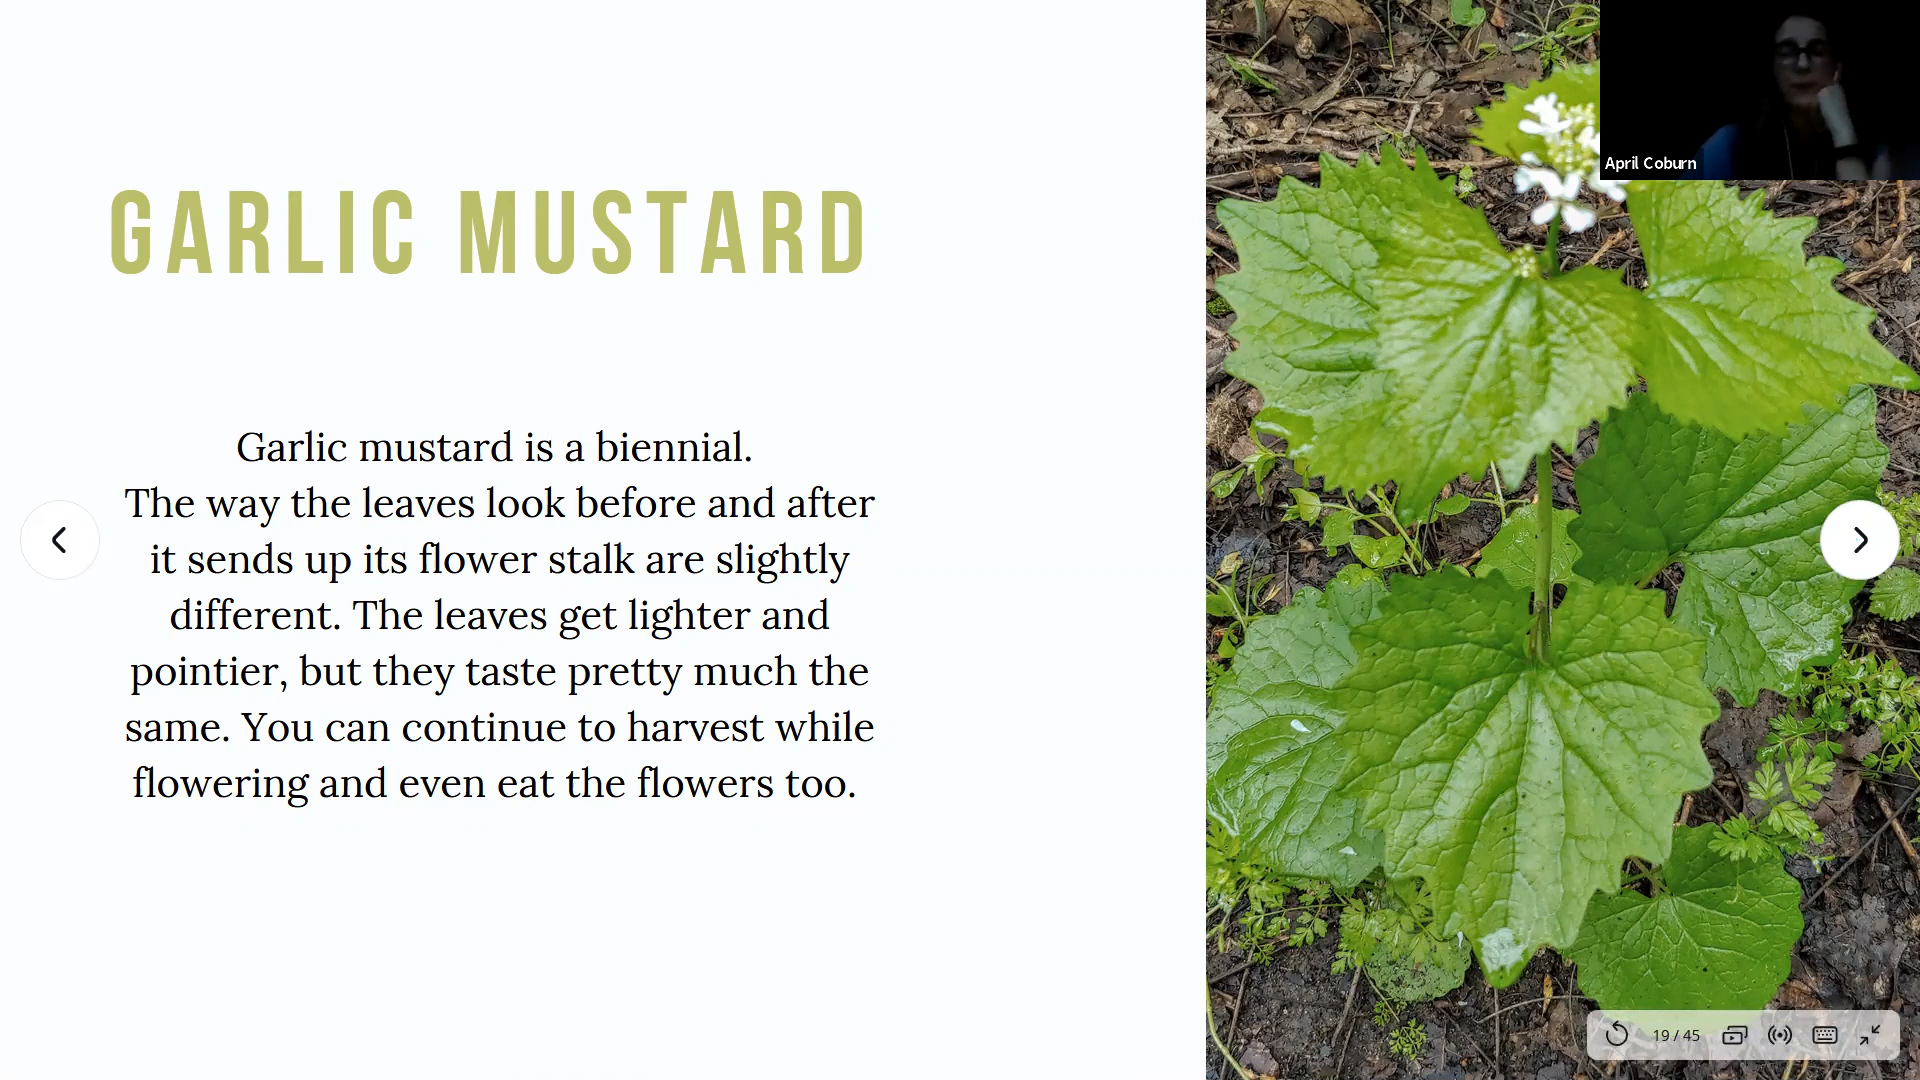 April Coburn
GARLIC MUSTARD
Garlic mustard is a biennial.
The way the leaves look before and after
it sends up its flower stalk are slightly
different. The leaves get lighter and
pointier, but they taste pretty much the
same. You can continue to harvest while
flowering and even eat the flowers too.
19 / 45